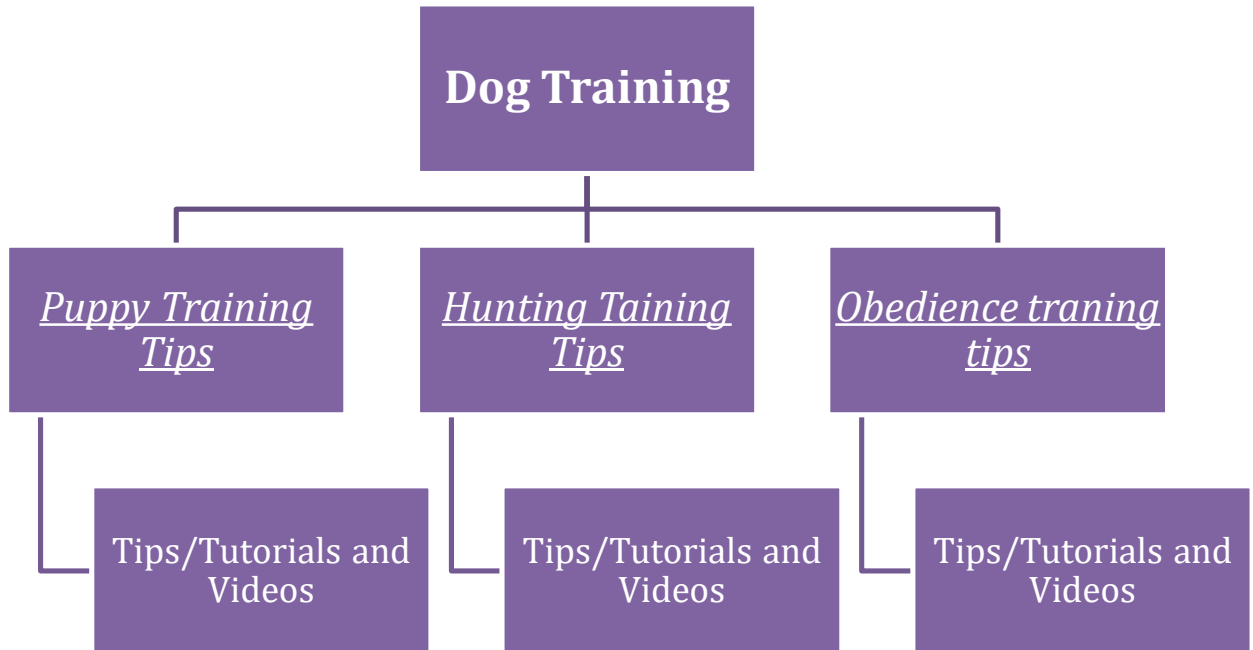 Dog Training
Puppy Training
Tips
Hunting Taining
Tips
Obedience traning
tips
Tips/Tutorials and
Videos
Tips/Tutorials and
Videos
Tips/Tutorials and
Videos